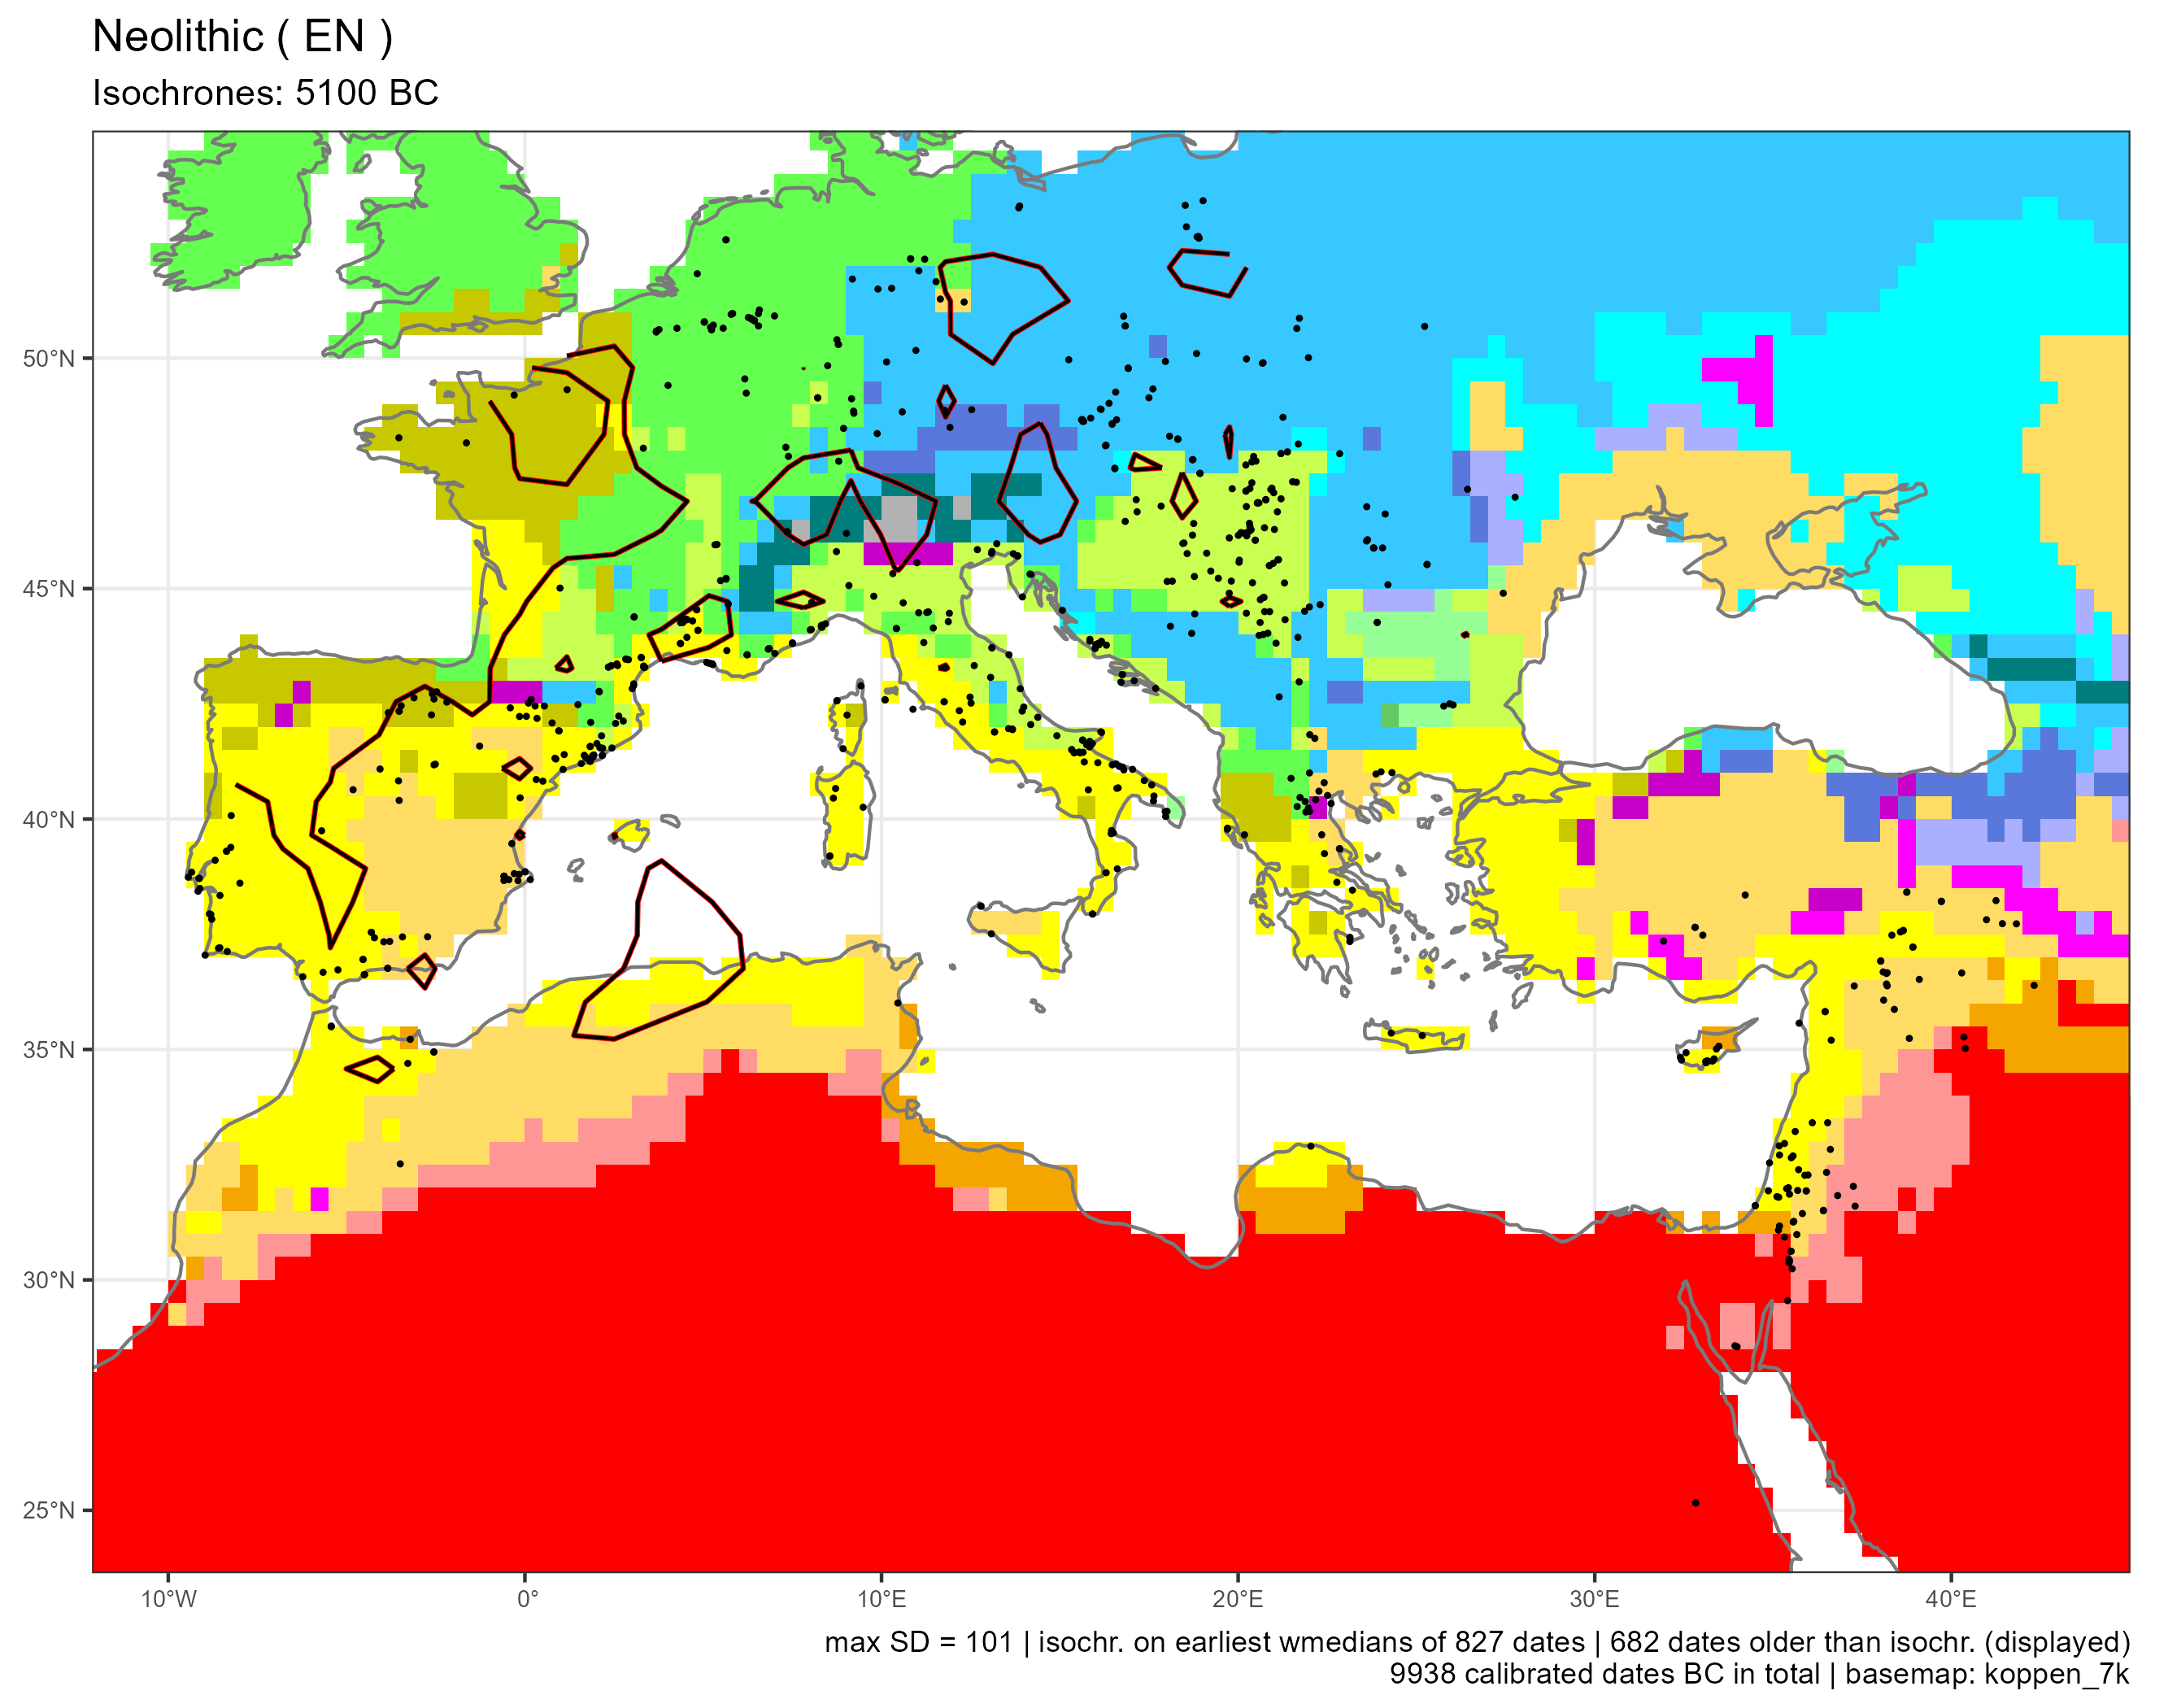 Neolithic ( EN )
Isochrones: 5100 BC
50°N
45°N
40°N
35°N
30°N
25°N
10°W
0°
10°E
20°E
30°E
40°E
max SD = 101 | isochr. on earliest wmedians of 827 dates | 682 dates older than isochr. (displayed)
9938 calibrated dates BC in total | basemap: koppen_7k